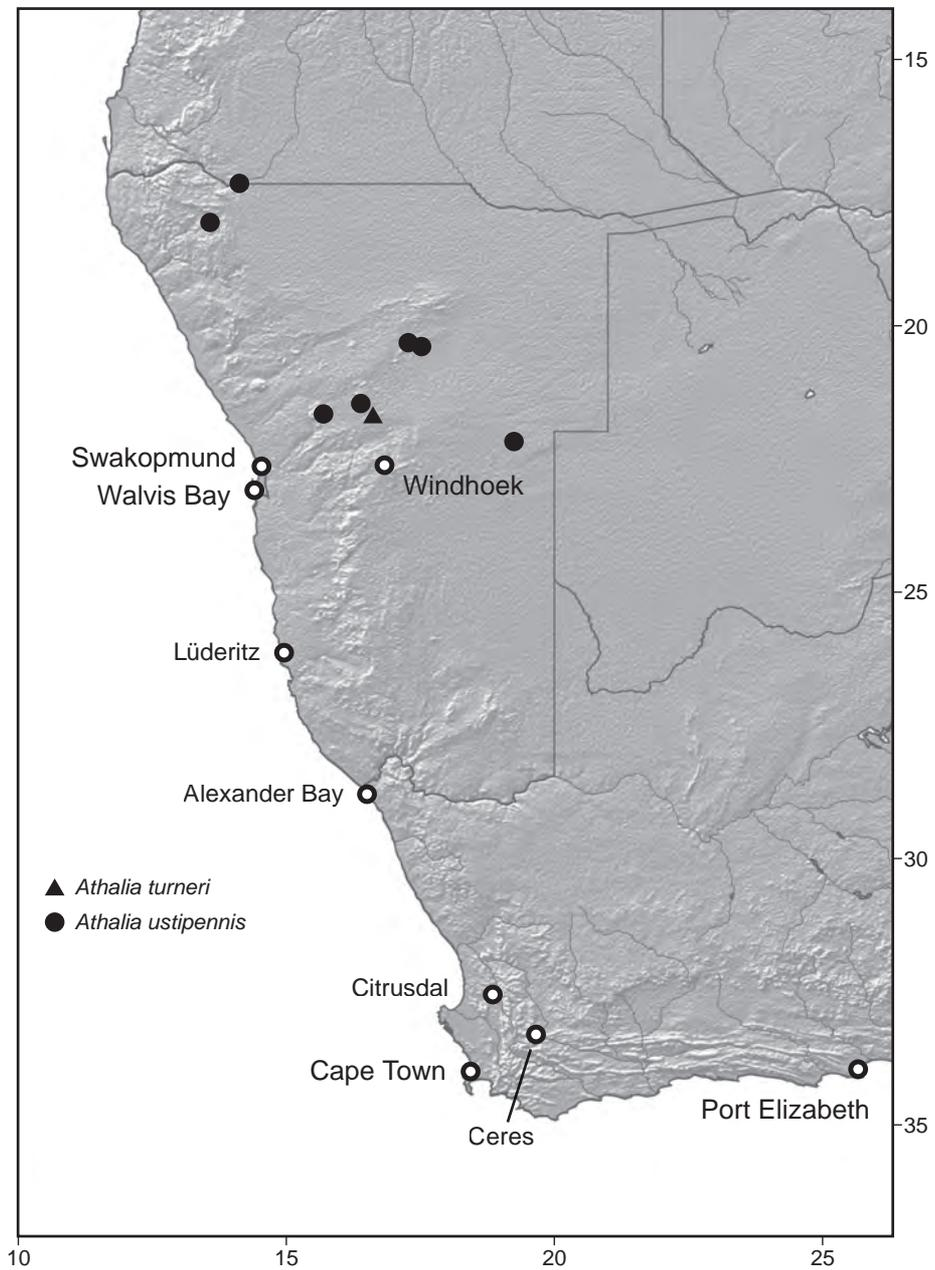 15
20
Swakopmund
Walvis Bay
Windhoek
25
Lüderitz
Alexander Bay
30
Athalia turneri
Athalia ustipennis
Citrusdal
Cape Town
Port Elizabeth
35
Ceres
10
15
20
25